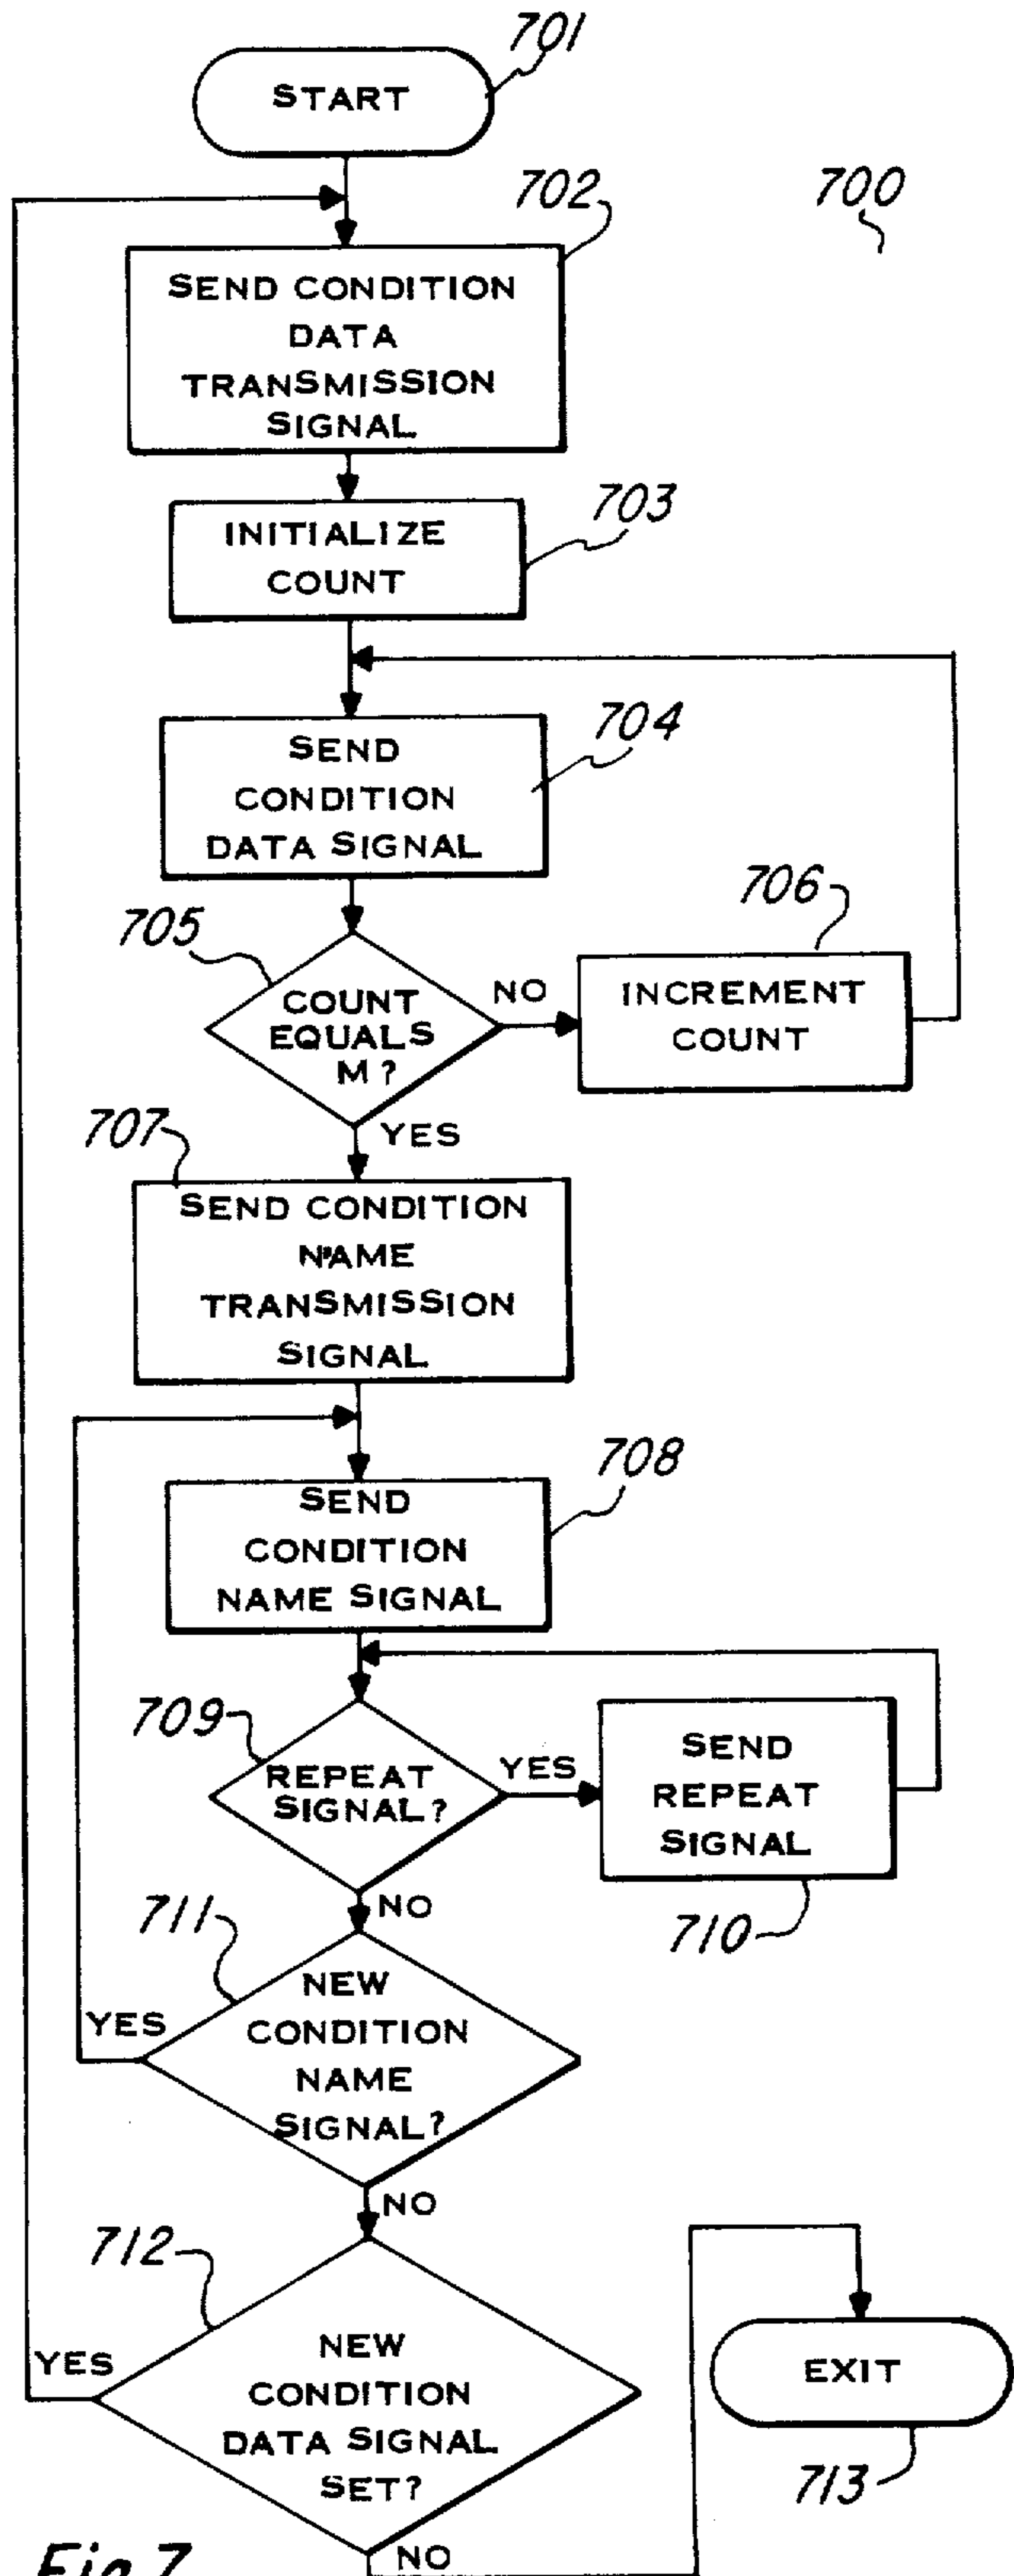 701
START
702
700
SEND CONDITION
DATA
TRANSMISSION
SIGNAL
703
INITIALIZE
COUNT
704
SEND
CONDITION
DATA SIGNAL
705
706
COUNT
EQUALS
M?
NO
INCREMENT
COUNT
YES
707
SEND CONDITION
NAME
TRANSMISSION
SIGNAL
708
SEND
CONDITION
NAME SIGNAL
709
REPEAT
SIGNAL?
YES
SEND
REPEAT
SIGNAL
NO
710
711
NEW
CONDITION
NAME
SIGNAL?
YES
NO
712
NEW
CONDITION
DATA SIGNAL
SET?
YES
NO
EXIT
713
Fig.7